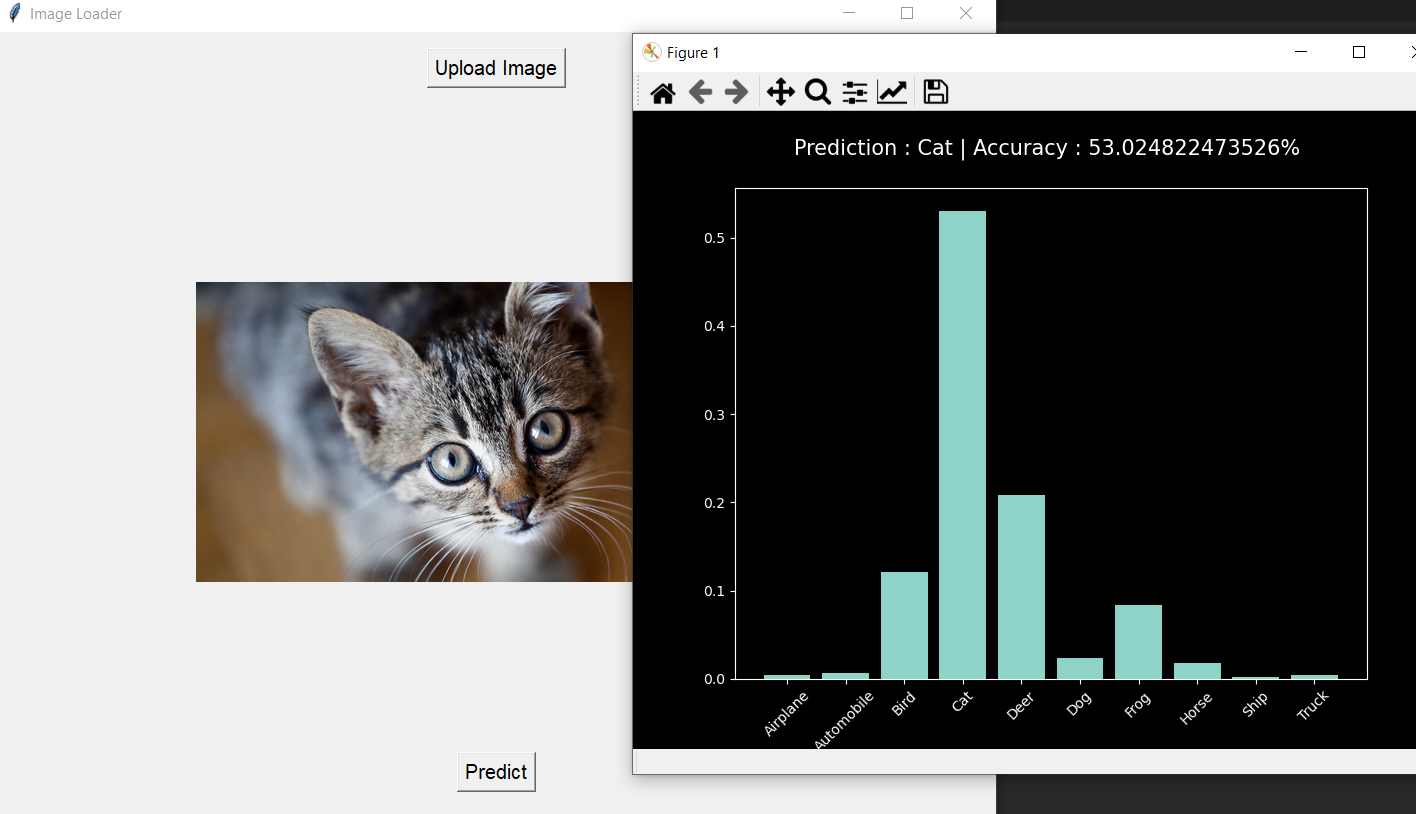 Image Loader
Upload Image
Predict
Figure 1
Prediction : Cat | Accuracy : 53.024822473526%
0.5
0.4
0.3
0.2
0.1
0.0
Airplane
Automobile
Bird
Cat
Deer
Dog
Frog
Horse
Ship
Truck